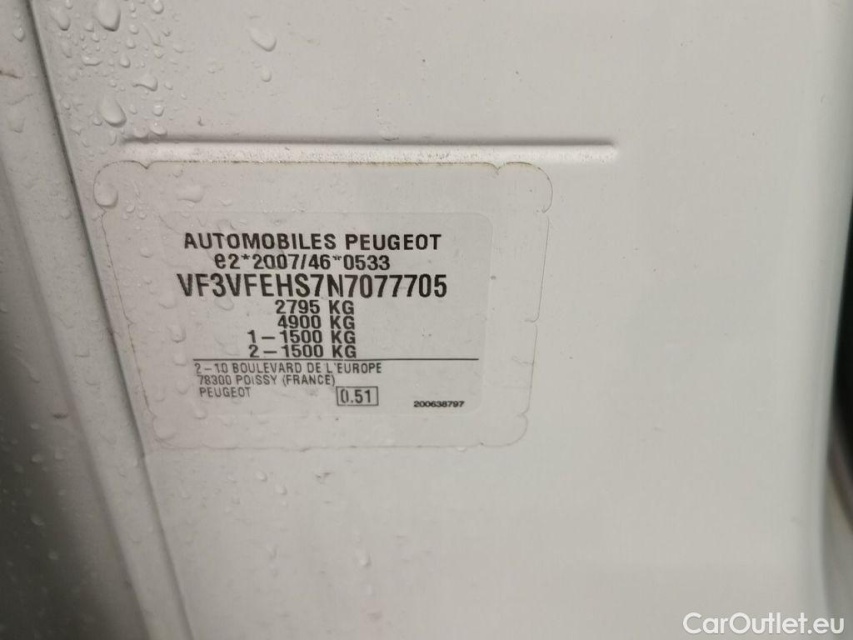 AUTOMOBILES PEUGEOT
e2*2007/46*0533
VF3VFEHS7N7077705
2795 KG
4900 KG
1-1500 KG
2-1500 KG
2-10 BOULEVARD DE L'EUROPE
78300 POISSY (FRANCE)
PEUGEOT
0.51
200638797
CarOutlet.eu